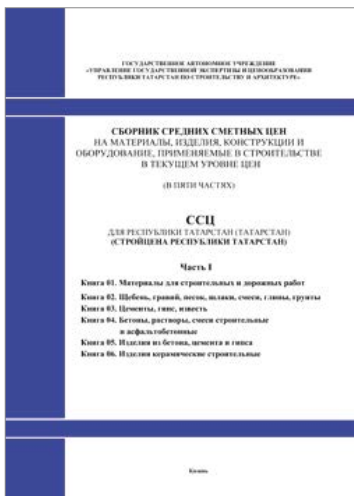 ГОСУДАРСТВЕННОЕ АВТОНОМНОЕ УЧРЕЖДЕНИЕ
«УПРАВЛЕНИЕ ГОСУДАРСТВЕННОЙ ЭКСПЕРТИЗЫ И ЦЕНООБРАЗОВАНИЯ
РЕСПУБЛИКИ ТАТАРСТАН ПО СТРОИТЕЛЬСТВУ И АРХИТЕКТУРЕ»
СБОРНИК СРЕДНИХ СМЕТНЫХ ЦЕН
НА МАТЕРИАЛЫ, ИЗДЕЛИЯ, КОНСТРУКЦИИ И
ОБОРУДОВАНИЕ, ПРИМЕНЯЕМЫЕ В СТРОИТЕЛЬСТВЕ
В ТЕКУЩЕМ УРОВНЕ ЦЕН
(В ПЯТИ ЧАСТЯХ)
ССЦ
ДЛЯ РЕСПУБЛИКИ ТАТАРСТАН (ТАТАРСТАН)
(СТРОЙЦЕНА РЕСПУБЛИКИ ТАТАРСТАН)
Часть I
Книга 01. Материалы для строительных и дорожных работ
Книга 02. Щебень, гравий, песок, шлаки, смеси, глины, грунты
Книга 03. Цементы, гипс, известь
Книга 04. Бетоны, растворы, смеси строительные
и асфальтобетонные
Книга 05. Изделия из бетона, цемента и гипса
Книга 06. Изделия керамические строительные
Казань